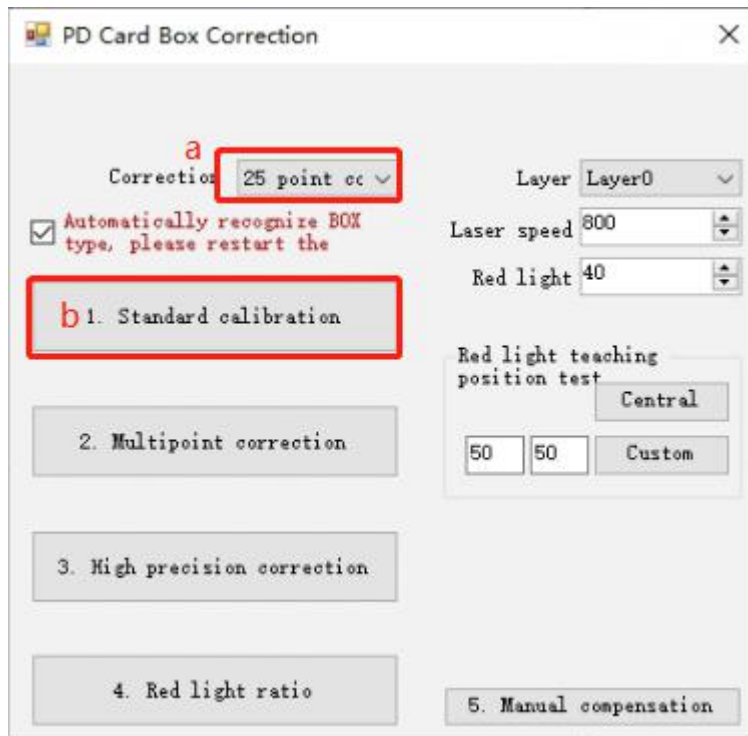 PD Card Box Correction
a
Correctio
25 point cc
Automatically recognize BOX
type, please restart the
b
1. Standard calibration
2. Multipoint correction
3. High precision correction
4. Red light ratio
Layer Layer0
Laser speed 800
Red light 40
Red light teaching
position test
Central
50 50 Custom
5. Manual compensation